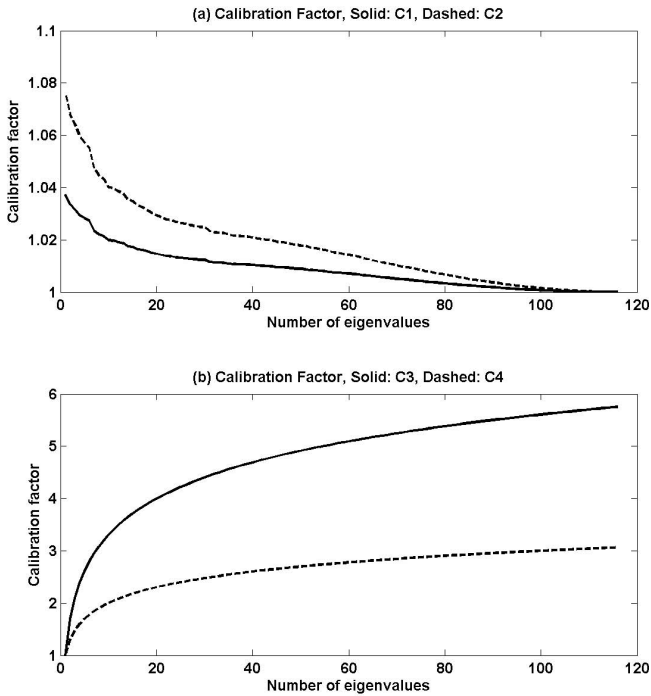 (a) Calibration Factor, Solid: C1, Dashed: C2
1.1
1.08
1.06
1.04
1.02
1
Calibration factor
0 20 40 60 80 100 120
Number of eigenvalues
(b) Calibration Factor, Solid: C3, Dashed: C4
6
5
4
3
2
1
Calibration factor
0 20 40 60 80 100 120
Number of eigenvalues